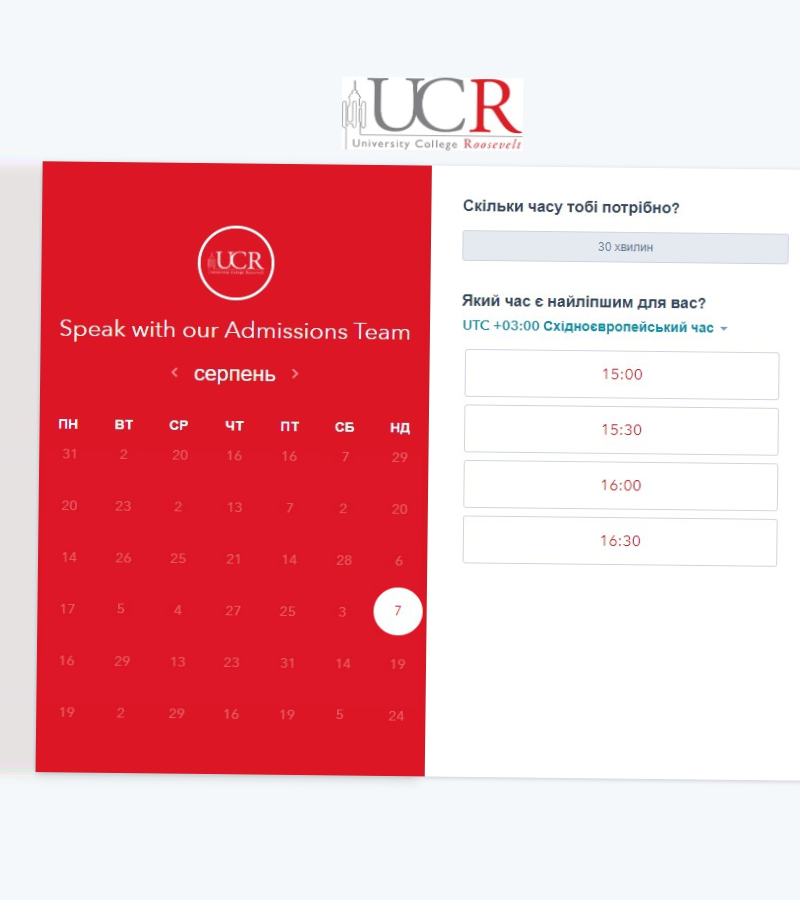 UCR
University College Roosevelt
UCR
University College Roosevelt
Speak with our Admissions Team
серпень
ПН ВТ СР ЧТ ПТ СБ НД
31 2 20 16 16 7 29
20 23 2 13 7 2 20
14 26 25 21 14 28 6
17 5 4 27 25 3 7
16 29 13 23 31 14 19
19 2 29 16 19 5 24
Скільки часу тобі потрібно?
30 хвилин
Який час є найліпшим для вас?
UTC +03:00 Східноєвропейський час
15:00
15:30
16:00
16:30